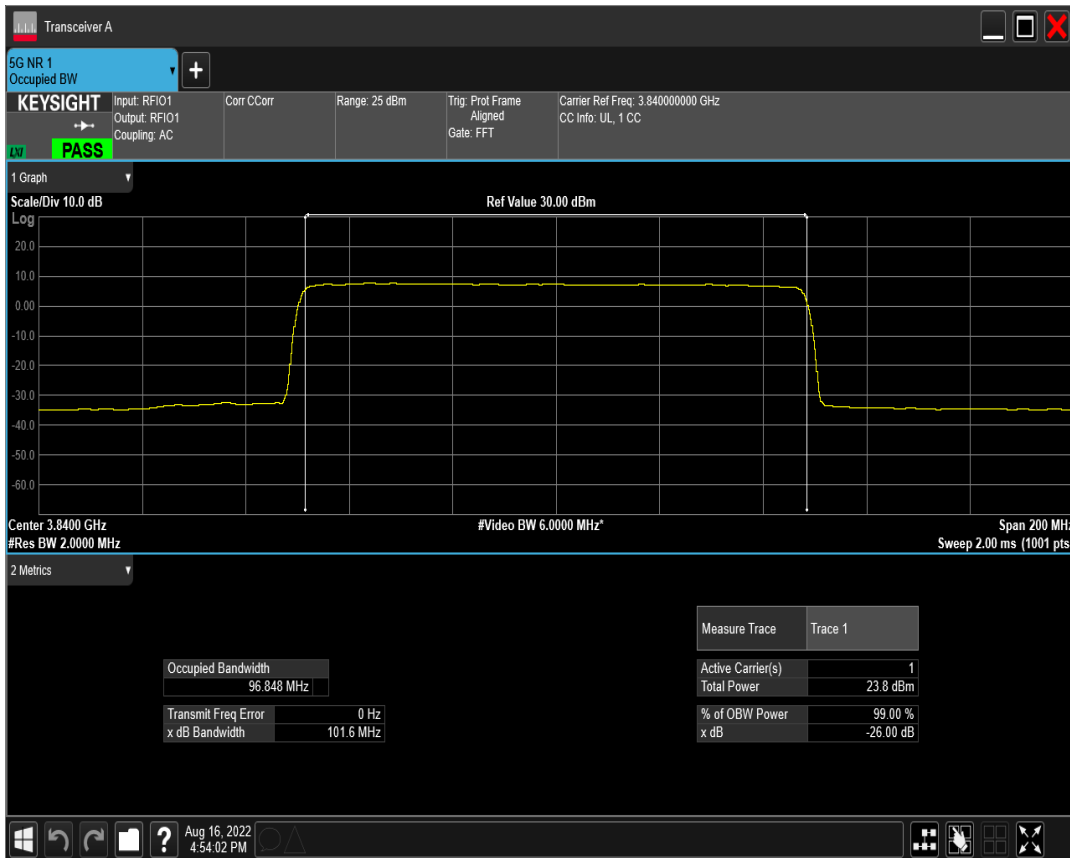 Transceiver A
5G NR 1
Occupied BW
+
KEYSIGHT
LXI
PASS
Input: RFIO1
Output: RFIO1
Coupling: AC
Corr CCorr
Range: 25 dBm
Trig: Prot Frame
Aligned
Gate: FFT
Carrier Ref Freq: 3.840000000 GHz
CC Info: UL, 1 CC
1 Graph
Scale/Div 10.0 dB
Ref Value 30.00 dBm
Log
20.0
10.0
0.00
-10.0
-20.0
-30.0
-40.0
-50.0
-60.0
Center 3.8400 GHz
#Video BW 6.0000 MHz*
Span 200 MHz
#Res BW 2.0000 MHz
Sweep 2.00 ms (1001 pts
2 Metrics
Measure Trace Trace 1
Occupied Bandwidth
96.848 MHz
Active Carrier(s) 1
Total Power 23.8 dBm
Transmit Freq Error 0 Hz
x dB Bandwidth 101.6 MHz
% of OBW Power 99.00 %
x dB -26.00 dB
?
Aug 16, 2022
4:54:02 PM